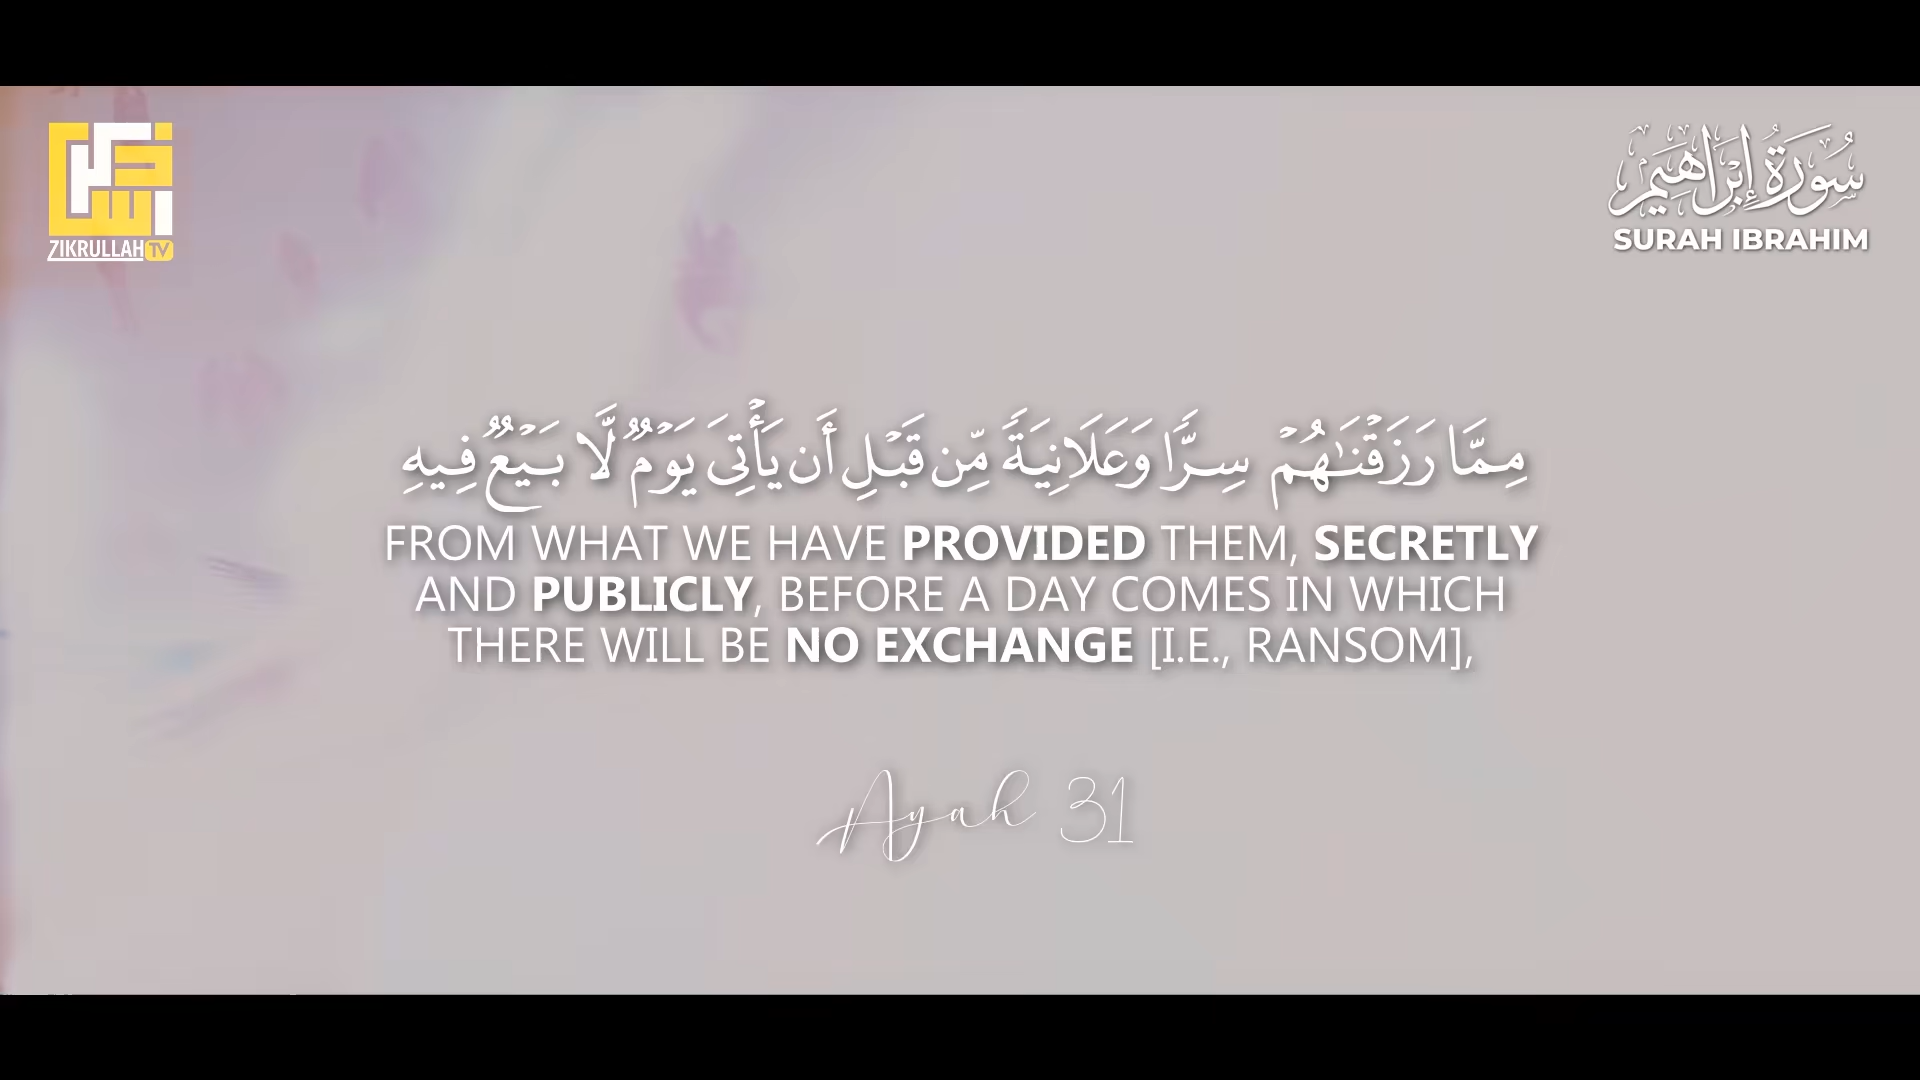 ZIKRULLAH TV
سُورَةُ إِبْرَاهِيم
SURAH IBRAHIM
مِمَّا رَزَقْنَـٰهُمْ سِرًّا وَعَلَانِيَةً مِّن قَبْلِ أَن يَأْتِىَ يَوْمٌ لَّا بَيْعٌ فِيهِ
FROM WHAT WE HAVE PROVIDED THEM, SECRETLY
AND PUBLICLY, BEFORE A DAY COMES IN WHICH
THERE WILL BE NO EXCHANGE [I.E., RANSOM],
Ayah 31